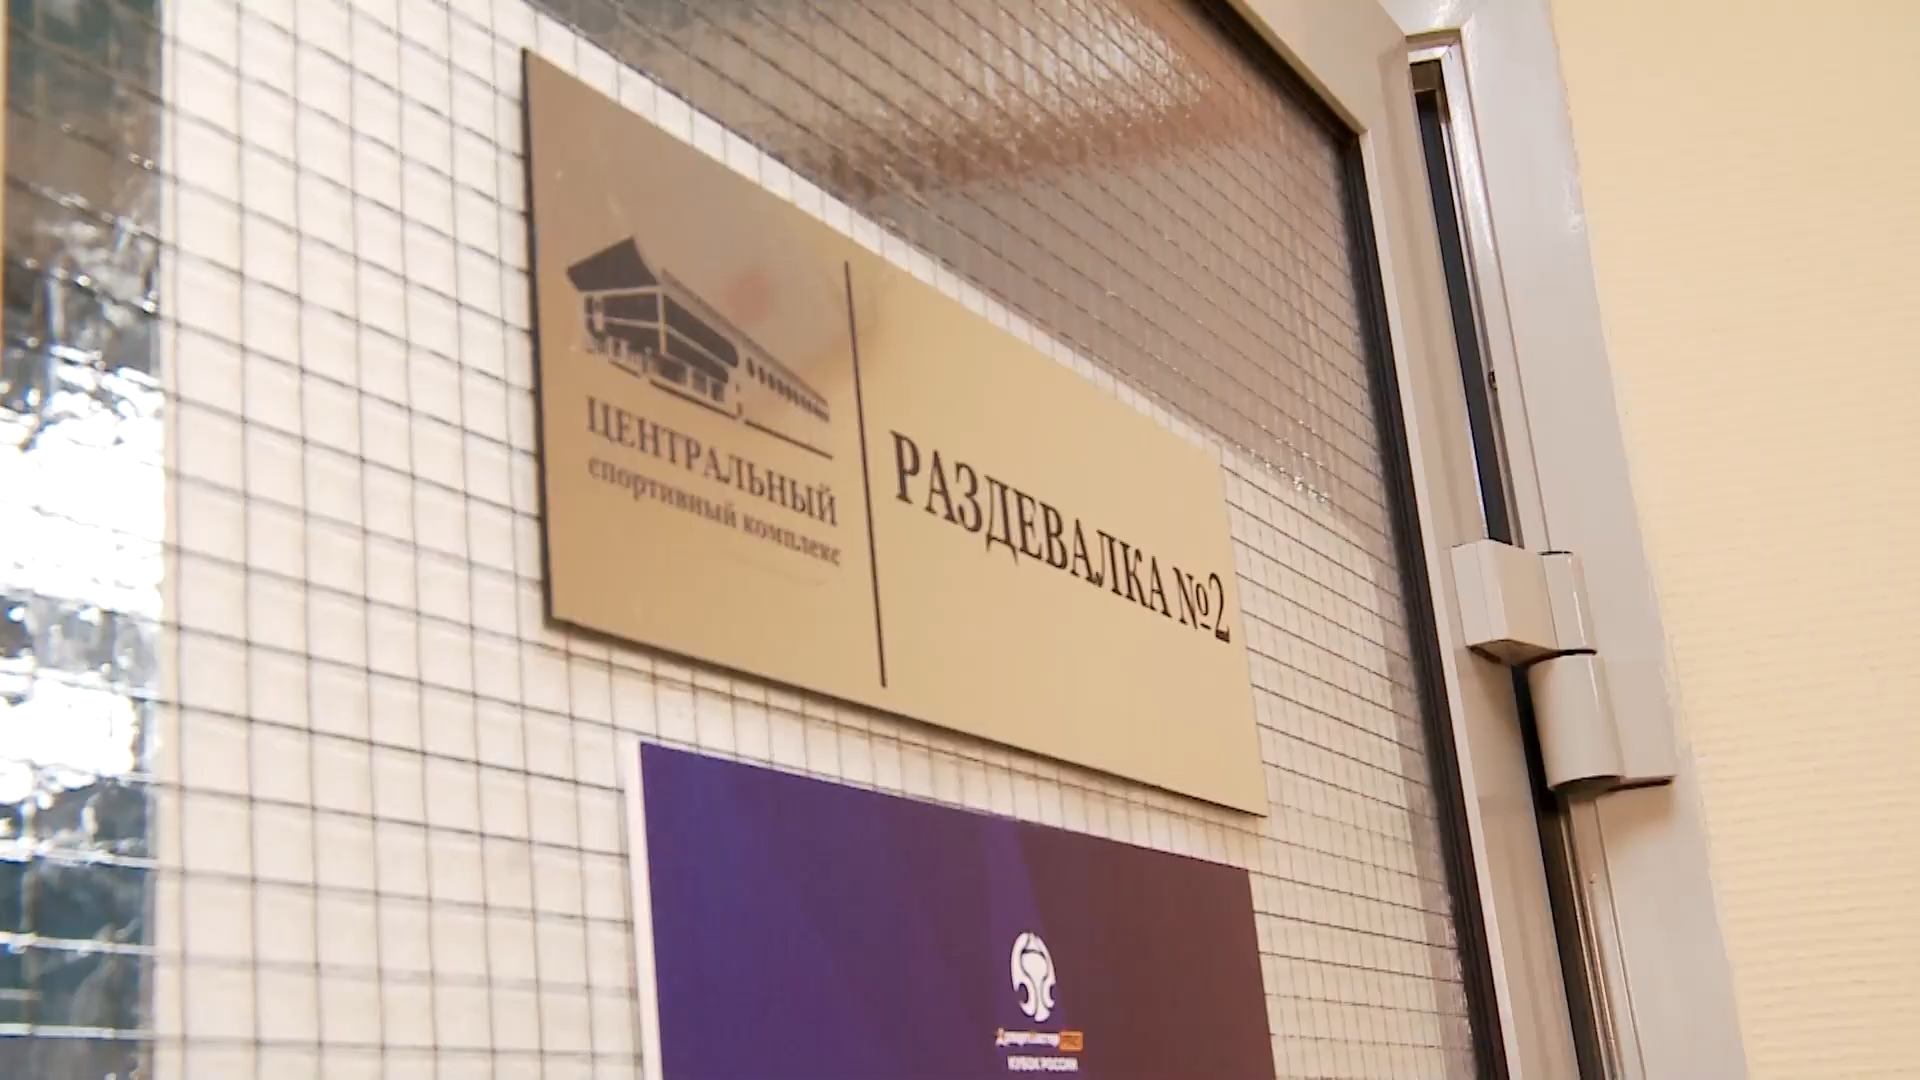 ЦЕНТРАЛЬНЫЙ
спортивный комплекс
РАЗДЕВАЛКА №2
КУБОК РОССИИ